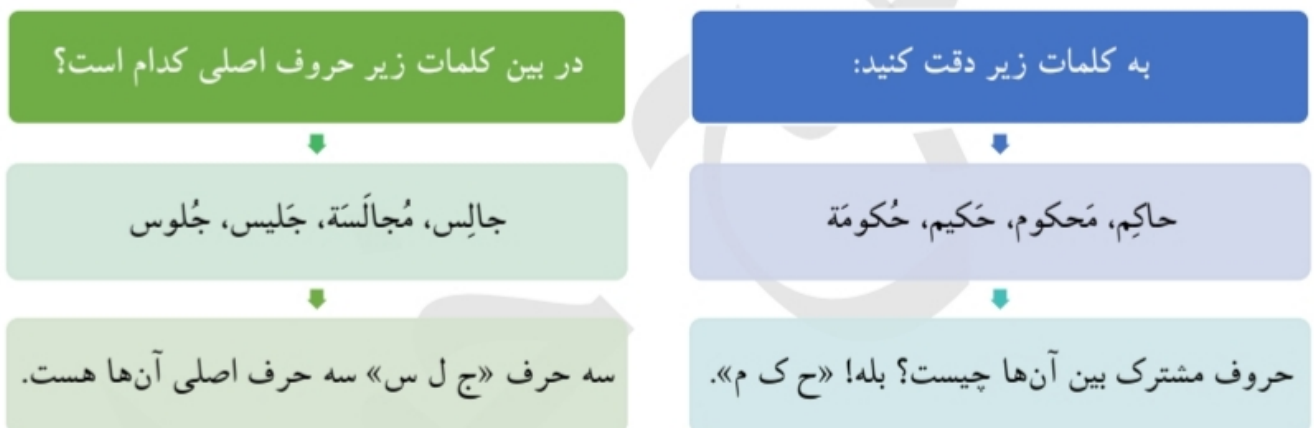 به کلمات زیر دقت کنید:
حاکِم، مَحکوم، حَکیم، حُکومَة
حروف مشترک بین آن‌ها چیست؟ بله! «ح ک م».
در بین کلمات زیر حروف اصلی کدام است؟
جالِس، مُجالَسَة، جَلیس، جُلوس
سه حرف «ج ل س» سه حرف اصلی آن‌ها هست.